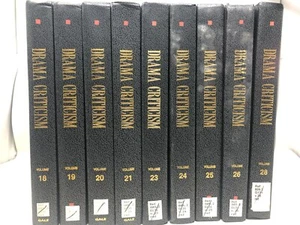 DRAMA CRITICISM
VOLUME
18
DRAMA CRITICISM
VOLUME
19
DRAMA CRITICISM
VOLUME
20
DRAMA CRITICISM
VOLUME
21
DRAMA CRITICISM
VOLUME
23
DRAMA CRITICISM
VOLUME
24
DRAMA CRITICISM
VOLUME
25
DRAMA CRITICISM
VOLUME
26
DRAMA CRITICISM
VOLUME
28